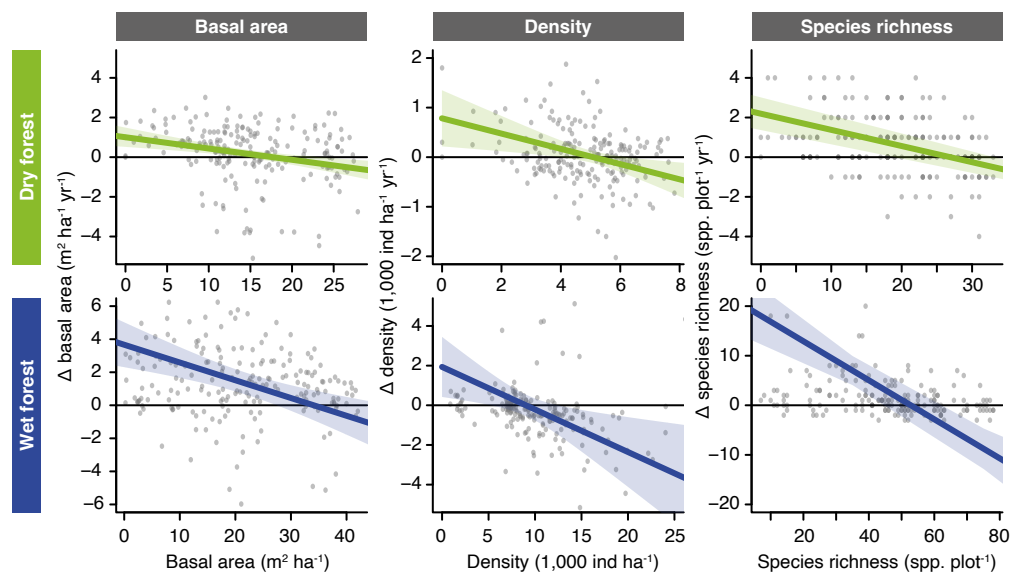 Basal area
Density
Species richness
Dry forest
Wet forest
Δ basal area (m² ha⁻¹ yr⁻¹)
Δ density (1,000 ind ha⁻¹ yr⁻¹)
Δ species richness (spp. plot⁻¹ yr⁻¹)
4
2
0
−2
−4
0 5 10 15 20 25
2
1
0
−1
−2
0 2 4 6 8
4
2
0
−2
−4
0 10 20 30
6
4
2
0
−2
−4
−6
0 10 20 30 40
Basal area (m² ha⁻¹)
4
2
0
−2
−4
0 5 10 15 20 25
Density (1,000 ind ha⁻¹)
20
10
0
−10
−20
10 20 30 40 50 60 80
Species richness (spp. plot⁻¹)